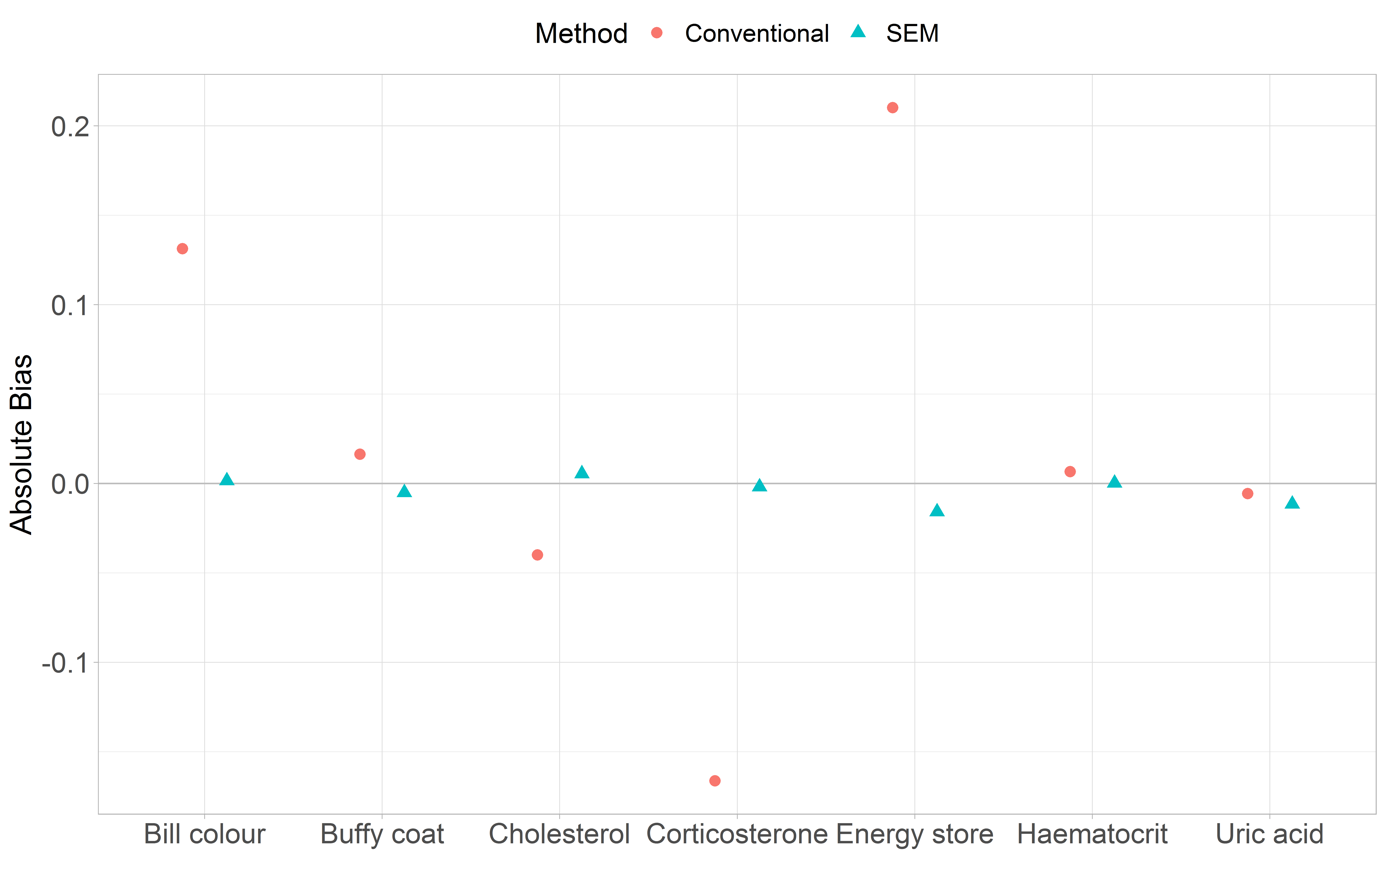 Method Conventional SEM
Absolute Bias
0.2
0.1
0.0
-0.1
Bill colour Buffy coat Cholesterol Corticosterone Energy store Haematocrit Uric acid